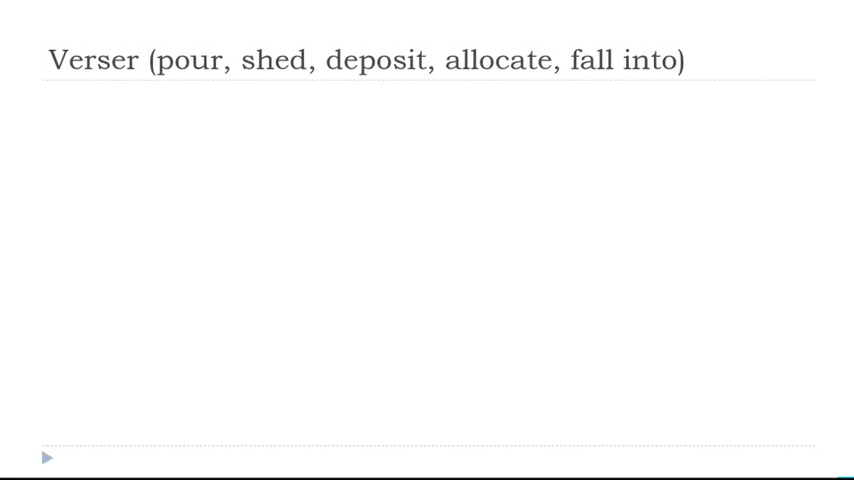 Verser (pour, shed, deposit, allocate, fall into)